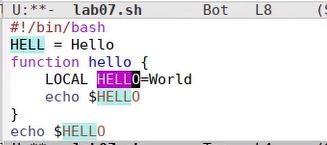 U:**- lab07.sh Bot L8
#!/bin/bash
HELL = Hello
function hello {
    LOCAL HELLO=World
    echo $HELLO
}
echo $HELLO